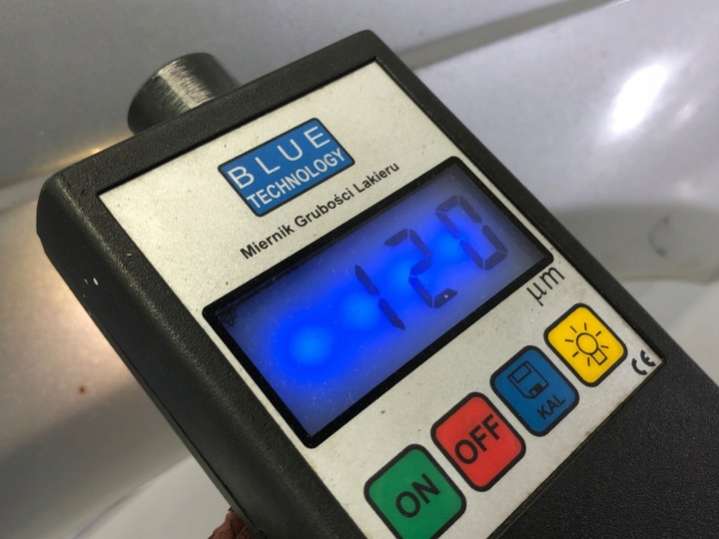 BLUE
TECHNOLOGY
Miernik Grubości Lakieru
120
µm
ON
OFF
KAL
CE